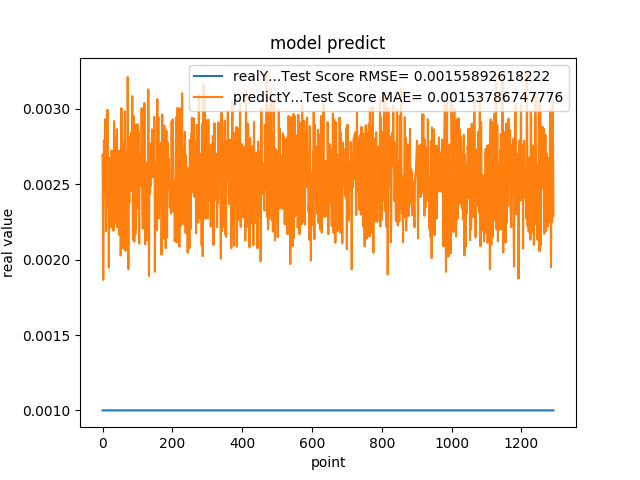 model predict
realY...Test Score RMSE= 0.00155892618222
predictY...Test Score MAE= 0.00153786747776
0.0030
0.0025
0.0020
0.0015
0.0010
real value
0 200 400 600 800 1000 1200
point